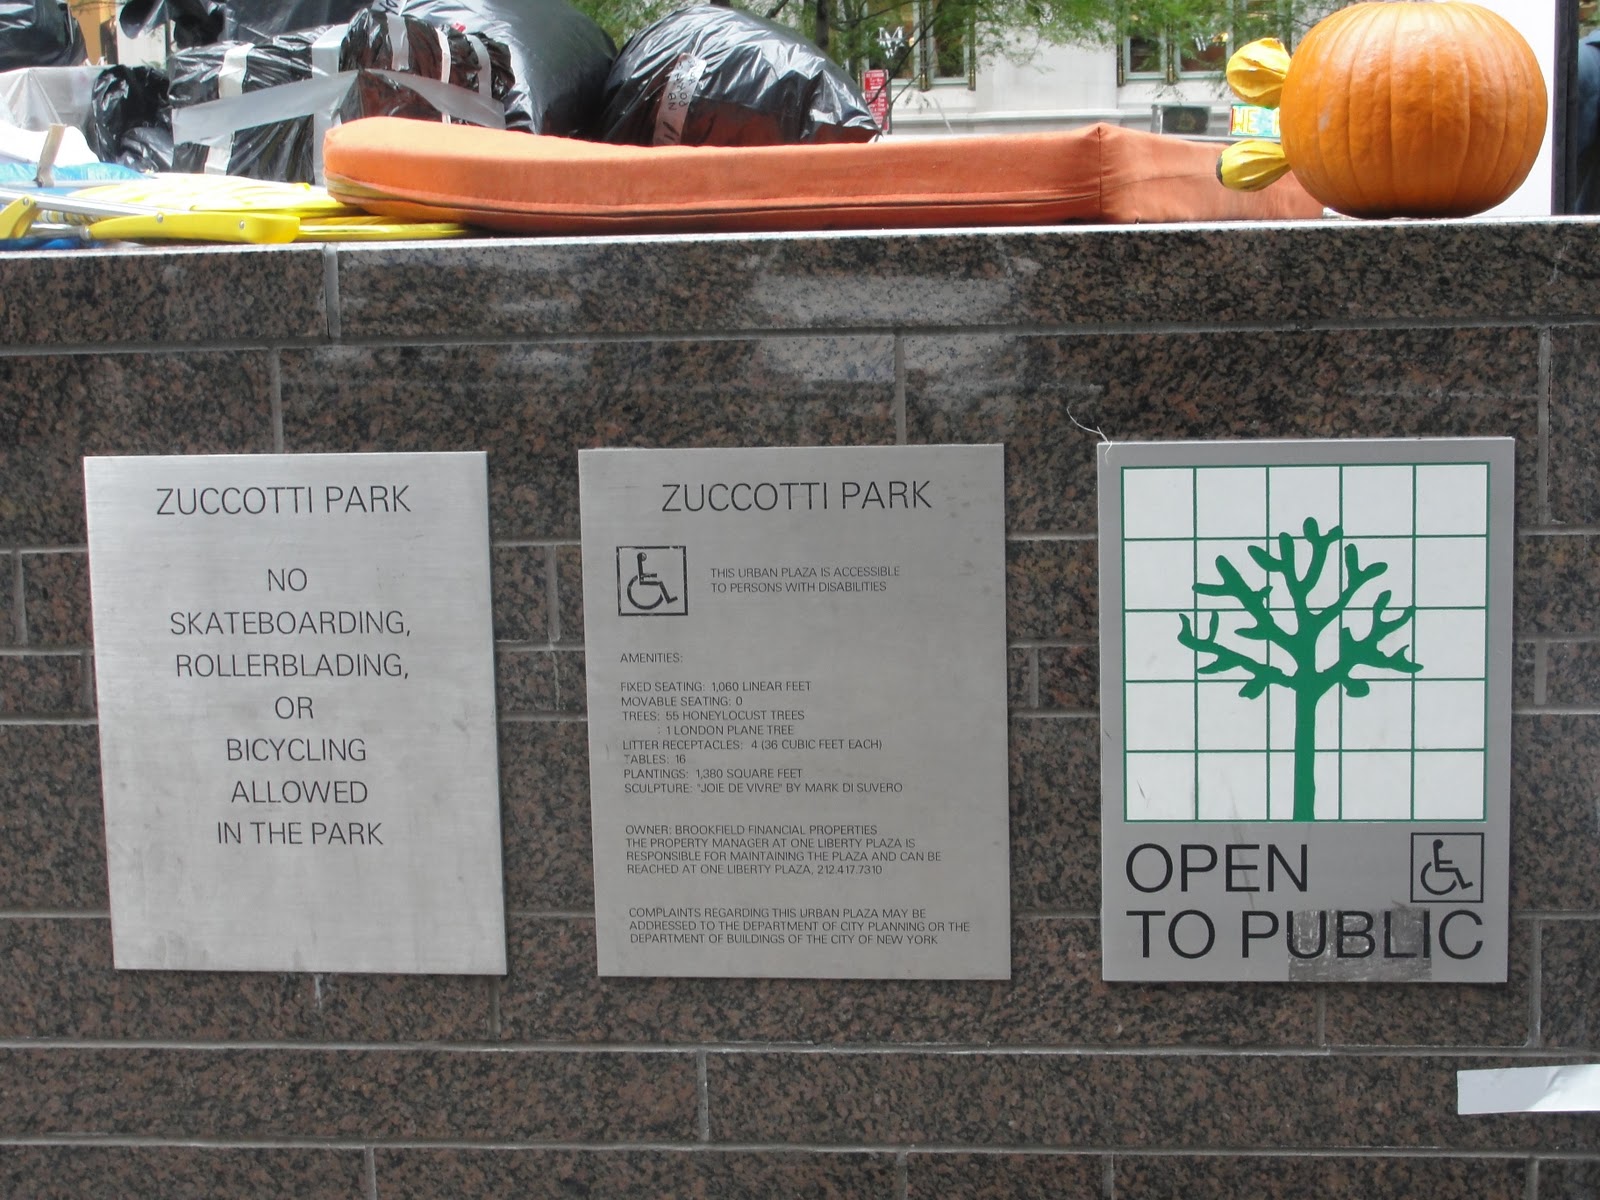 WE
ZUCCOTTI PARK
NO
SKATEBOARDING,
ROLLERBLADING,
OR
BICYCLING
ALLOWED
IN THE PARK
ZUCCOTTI PARK
THIS URBAN PLAZA IS ACCESSIBLE
TO PERSONS WITH DISABILITIES
AMENITIES:
FIXED SEATING: 1,060 LINEAR FEET
MOVABLE SEATING: 0
TREES: 55 HONEYLOCUST TREES
: 1 LONDON PLANE TREE
LITTER RECEPTACLES: 4 (36 CUBIC FEET EACH)
TABLES: 16
PLANTINGS: 1,380 SQUARE FEET
SCULPTURE: "JOIE DE VIVRE" BY MARK DI SUVERO
OWNER: BROOKFIELD FINANCIAL PROPERTIES
THE PROPERTY MANAGER AT ONE LIBERTY PLAZA IS
RESPONSIBLE FOR MAINTAINING THE PLAZA AND CAN BE
REACHED AT ONE LIBERTY PLAZA, 212.417.7310
COMPLAINTS REGARDING THIS URBAN PLAZA MAY BE
ADDRESSED TO THE DEPARTMENT OF CITY PLANNING OR THE
DEPARTMENT OF BUILDINGS OF THE CITY OF NEW YORK
OPEN
TO PUBLIC